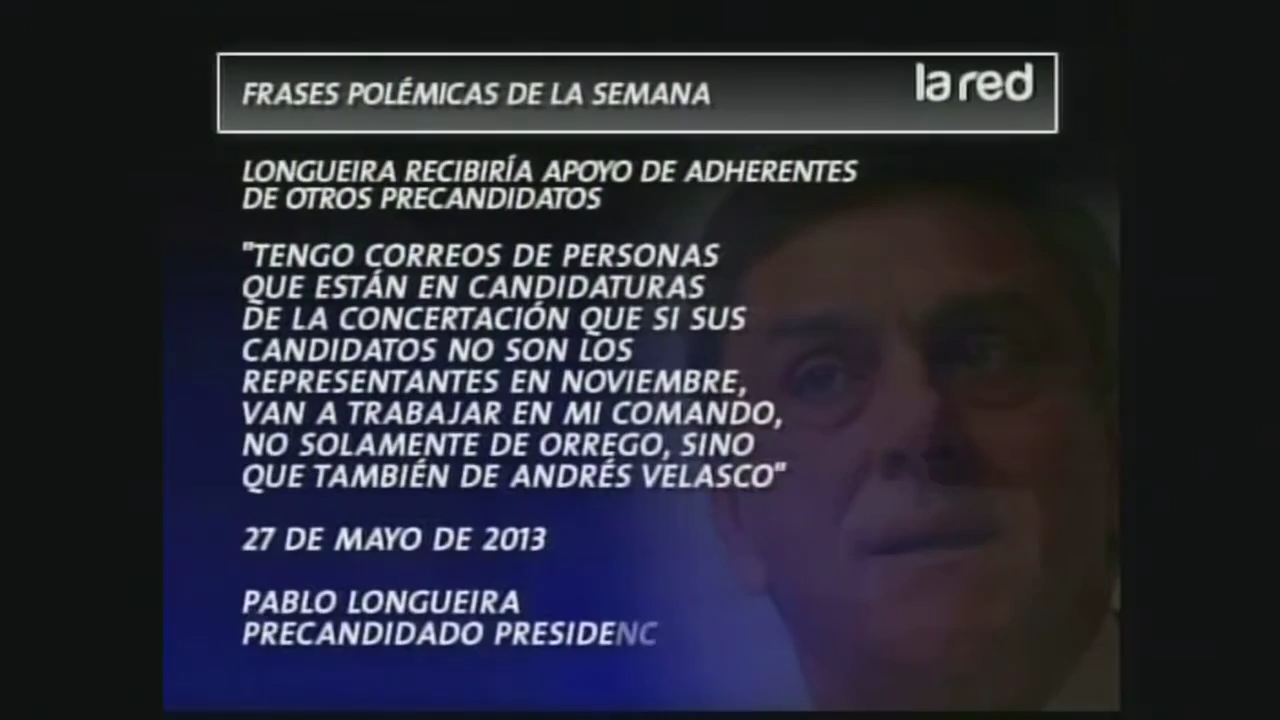 FRASES POLÉMICAS DE LA SEMANA
la red
LONGUEIRA RECIBIRÍA APOYO DE ADHERENTES
DE OTROS PRECANDIDATOS
"TENGO CORREOS DE PERSONAS
QUE ESTÁN EN CANDIDATURAS
DE LA CONCERTACIÓN QUE SI SUS
CANDIDATOS NO SON LOS
REPRESENTANTES EN NOVIEMBRE,
VAN A TRABAJAR EN MI COMANDO,
NO SOLAMENTE DE ORREGO, SINO
QUE TAMBIÉN DE ANDRÉS VELASCO"
27 DE MAYO DE 2013
PABLO LONGUEIRA
PRECANDIDADO PRESIDENC